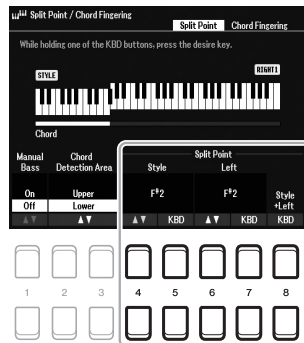 Split Point / Chord Fingering
Split Point Chord Fingering
While holding one of the KBD buttons, press the desire key.
STYLE RIGHT1
Chord
Manual Bass Chord Detection Area Split Point
Style Left
On Upper F#2 F#2 Style +Left
Off Lower
▲▼ ▲▼ ▲▼ KBD ▲▼ KBD KBD
1 2 3 4 5 6 7 8